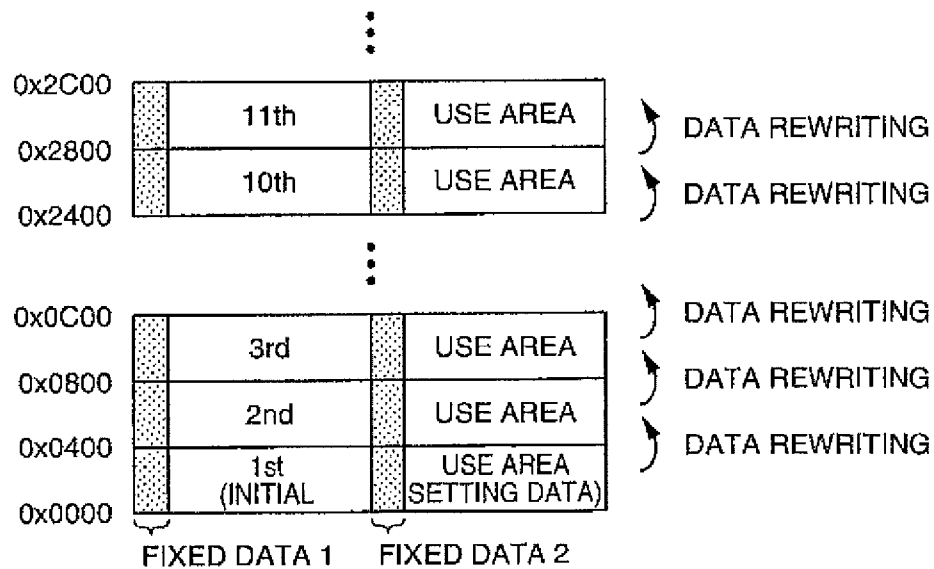 0x2C00
11th USE AREA DATA REWRITING
0x2800
10th USE AREA DATA REWRITING
0x2400
0x0C00 DATA REWRITING
3rd USE AREA
0x0800 DATA REWRITING
2nd USE AREA
0x0400 DATA REWRITING
1st USE AREA
(INITIAL SETTING DATA)
0x0000
FIXED DATA 1 FIXED DATA 2